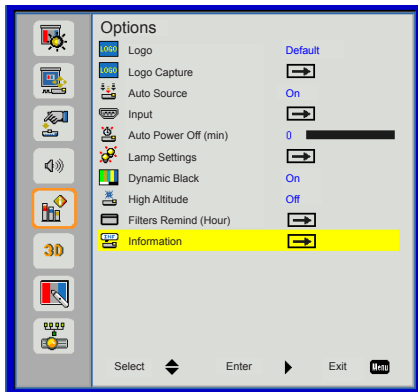 Options
LOGO Logo Default
LOGO Logo Capture
Auto Source On
Input
Auto Power Off (min) 0
Lamp Settings
Dynamic Black On
High Altitude Off
Filters Remind (Hour)
Information
3D
Select Enter Exit Menu